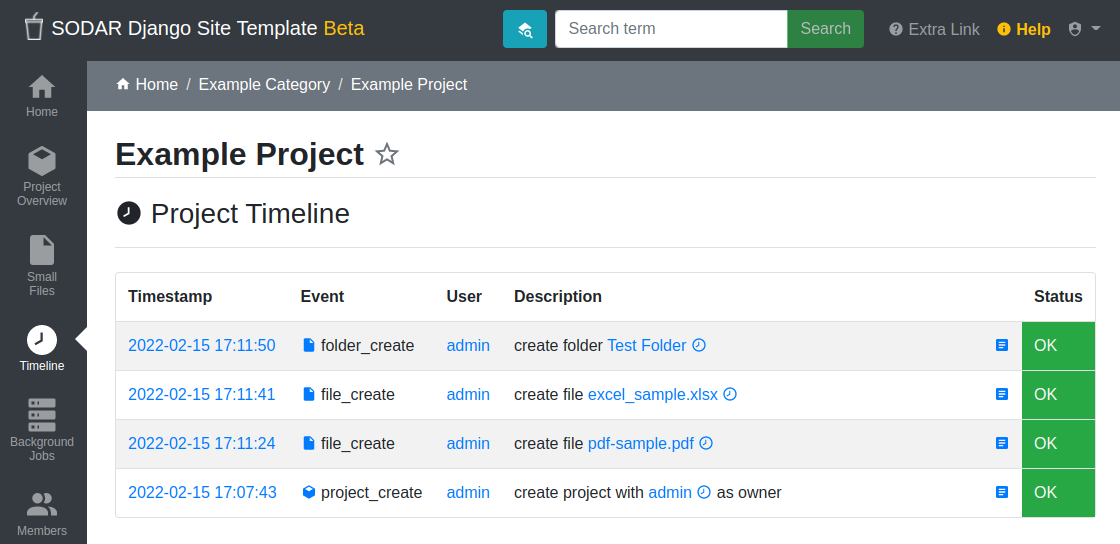 SODAR Django Site Template Beta
Search term
Search
Extra Link
Help
Home
Project
Overview
Small
Files
Timeline
Background
Jobs
Members
Home / Example Category / Example Project
Example Project
Project Timeline
Timestamp Event User Description Status
2022-02-15 17:11:50 folder_create admin create folder Test Folder OK
2022-02-15 17:11:41 file_create admin create file excel_sample.xlsx OK
2022-02-15 17:11:24 file_create admin create file pdf-sample.pdf OK
2022-02-15 17:07:43 project_create admin create project with admin as owner OK